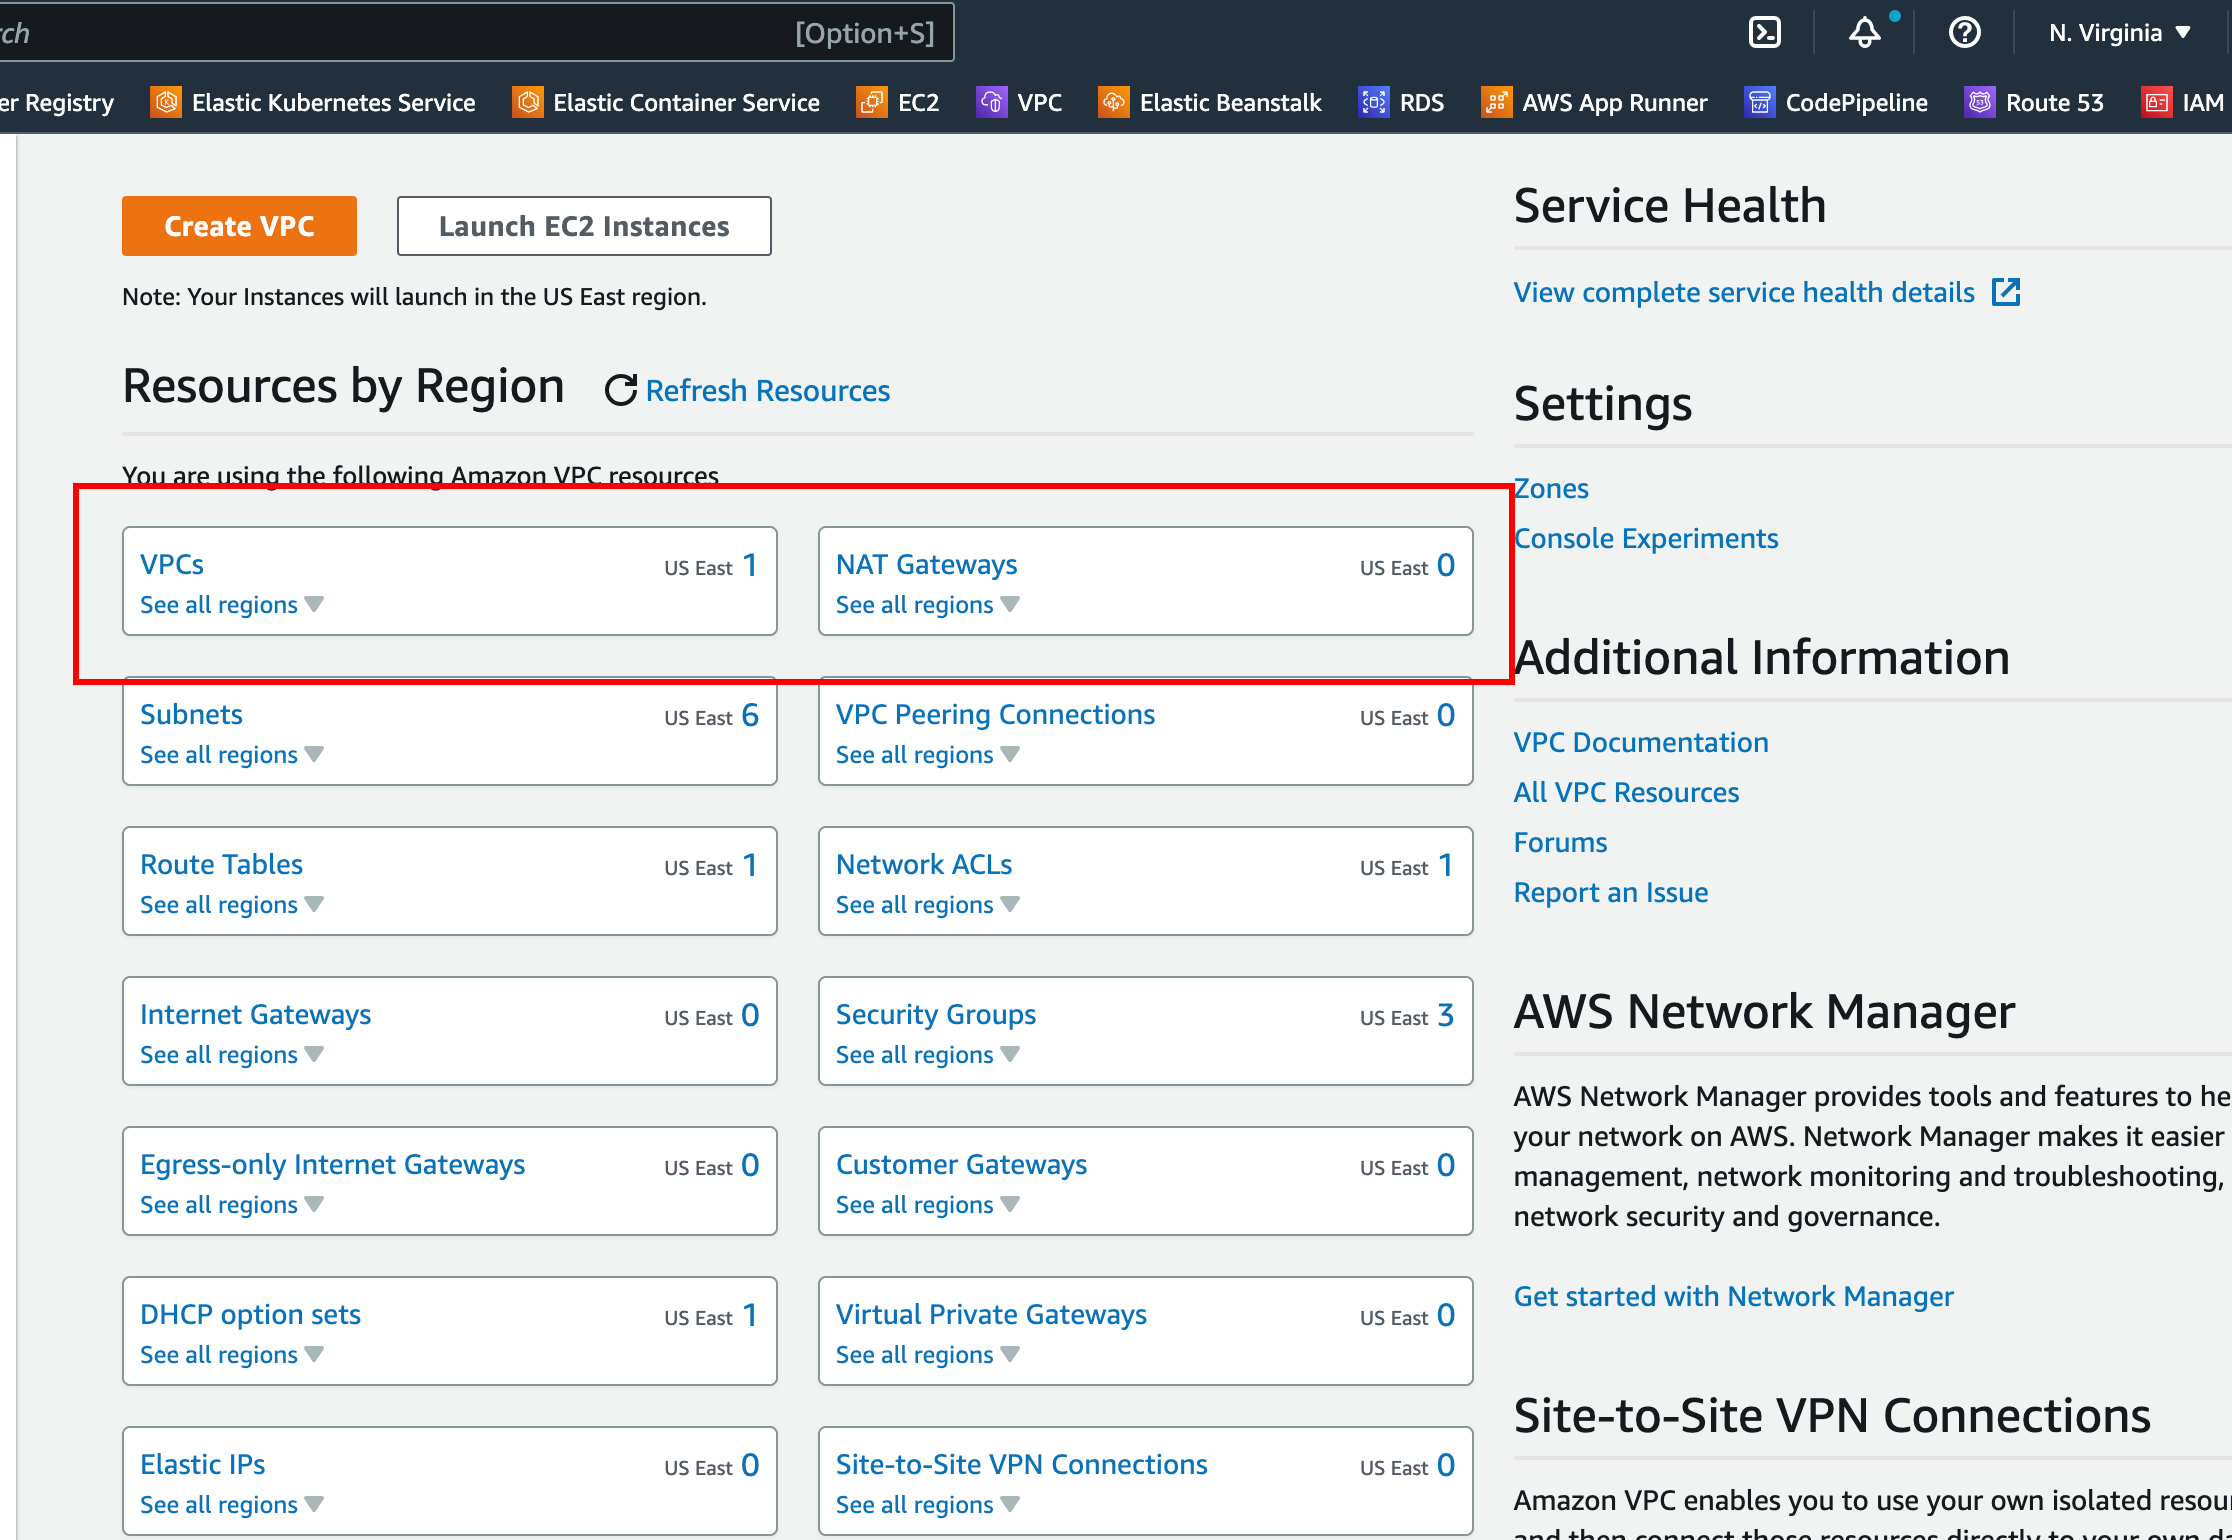 rch [Option+S] N. Virginia
er Registry Elastic Kubernetes Service Elastic Container Service EC2 VPC Elastic Beanstalk RDS AWS App Runner CodePipeline Route 53 IAM
Create VPC Launch EC2 Instances
Note: Your Instances will launch in the US East region.
Resources by Region Refresh Resources
You are using the following Amazon VPC resources
VPCs US East 1
See all regions
NAT Gateways US East 0
See all regions
Subnets US East 6
See all regions
VPC Peering Connections US East 0
See all regions
Route Tables US East 1
See all regions
Network ACLs US East 1
See all regions
Internet Gateways US East 0
See all regions
Security Groups US East 3
See all regions
Egress-only Internet Gateways US East 0
See all regions
Customer Gateways US East 0
See all regions
DHCP option sets US East 1
See all regions
Virtual Private Gateways US East 0
See all regions
Elastic IPs US East 0
See all regions
Site-to-Site VPN Connections US East 0
See all regions
Service Health
View complete service health details
Settings
Zones
Console Experiments
Additional Information
VPC Documentation
All VPC Resources
Forums
Report an Issue
AWS Network Manager
AWS Network Manager provides tools and features to he
your network on AWS. Network Manager makes it easier
management, network monitoring and troubleshooting,
network security and governance.
Get started with Network Manager
Site-to-Site VPN Connections
Amazon VPC enables you to use your own isolated resou
and then connect those resources directly to your own da